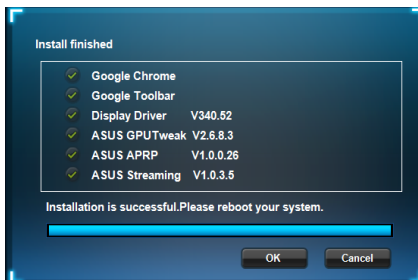 Install finished
Google Chrome
Google Toolbar
Display Driver V340.52
ASUS GPUTweak V2.6.8.3
ASUS APRP V1.0.0.26
ASUS Streaming V1.0.3.5
Installation is successful.Please reboot your system.
OK Cancel